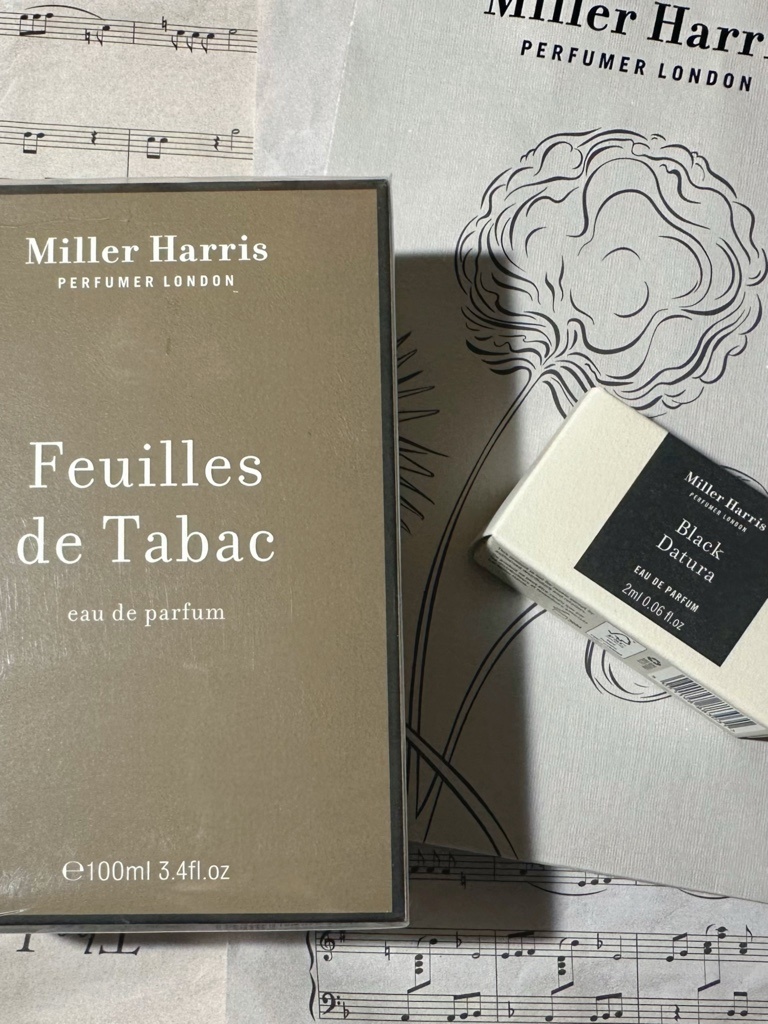 Miller Harr
PERFUMER LONDON
Miller Harris
PERFUMER LONDON
Feuilles
de Tabac
eau de parfum
℮100ml 3.4fl.oz
Miller Harris
PERFUMER LONDON
Black
Datura
EAU DE PARFUM
2ml 0.06 fl.oz